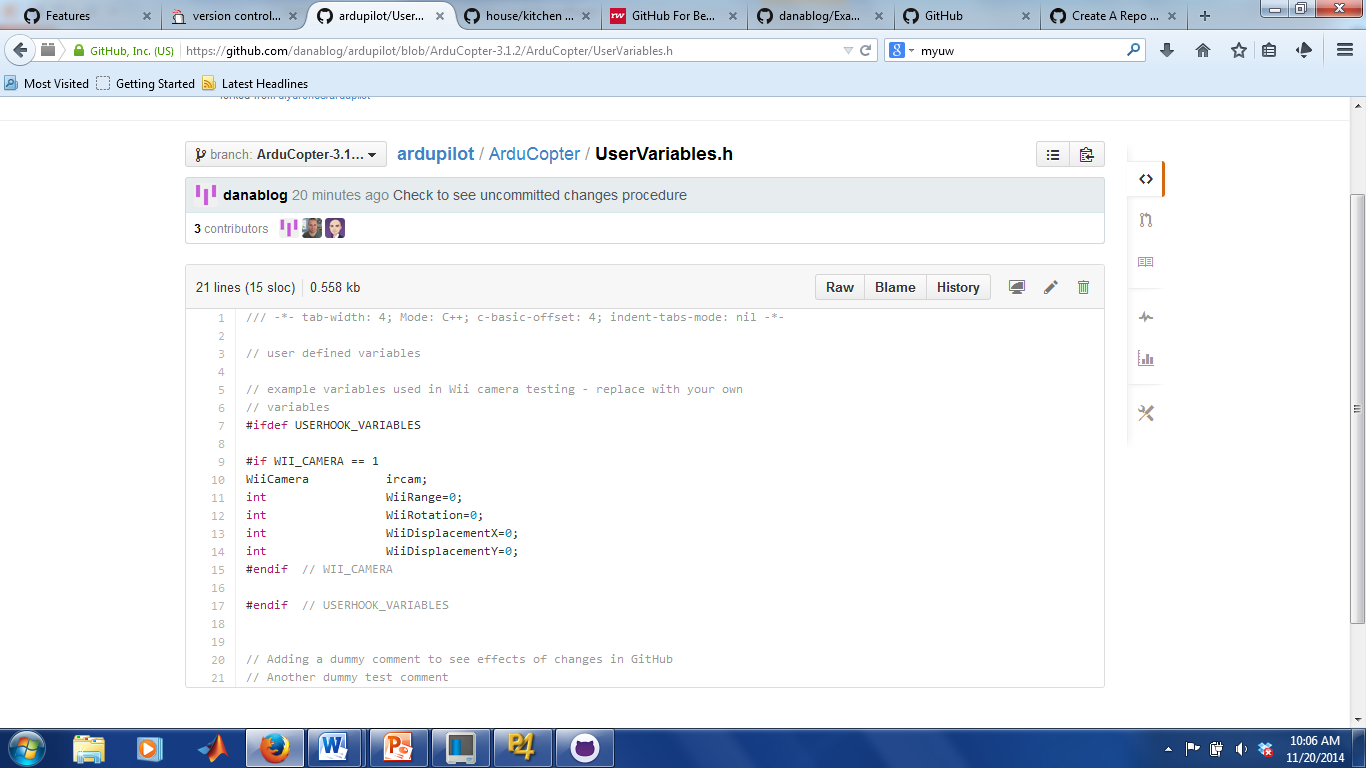 Features
version control...
ardupilot/User...
house/kitchen ...
GitHub For Be...
danablog/Exa...
GitHub
Create A Repo ...
GitHub, Inc. (US)
https://github.com/danablog/ardupilot/blob/ArduCopter-3.1.2/ArduCopter/UserVariables.h
myuw
Most Visited
Getting Started
Latest Headlines
branch: ArduCopter-3.1...
ardupilot / ArduCopter / UserVariables.h
danablog 20 minutes ago Check to see uncommitted changes procedure
3 contributors
21 lines (15 sloc) 0.558 kb
Raw
Blame
History
1 /// -*- tab-width: 4; Mode: C++; c-basic-offset: 4; indent-tabs-mode: nil -*-
2
3 // user defined variables
4
5 // example variables used in Wii camera testing - replace with your own
6 // variables
7 #ifdef USERHOOK_VARIABLES
8
9 #if WII_CAMERA == 1
10 WiiCamera ircam;
11 int WiiRange=0;
12 int WiiRotation=0;
13 int WiiDisplacementX=0;
14 int WiiDisplacementY=0;
15 #endif // WII_CAMERA
16
17 #endif // USERHOOK_VARIABLES
18
19
20 // Adding a dummy comment to see effects of changes in GitHub
21 // Another dummy test comment
10:06 AM
11/20/2014